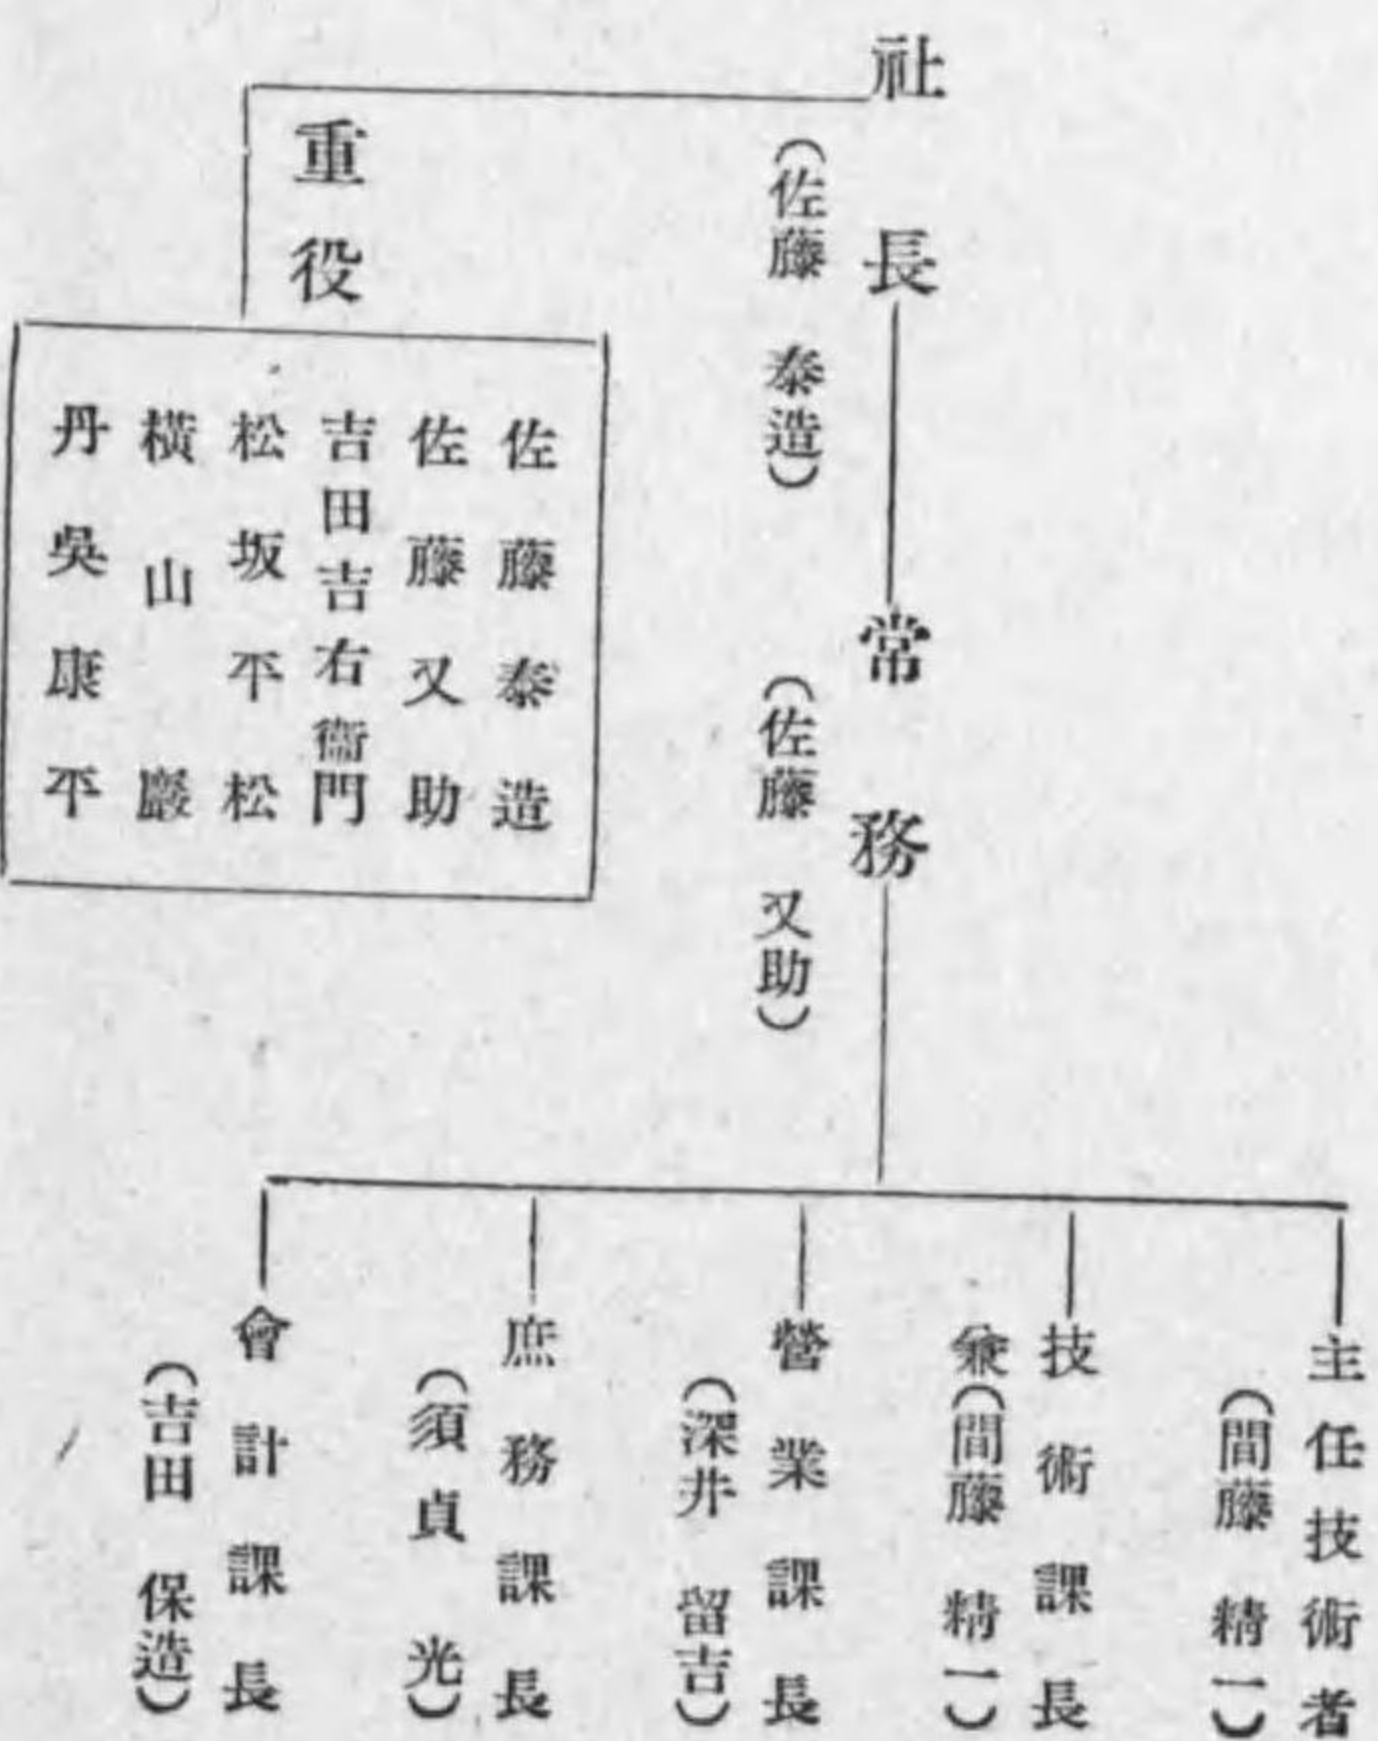 社長
(佐藤 泰造)
常務
(佐藤 又助)
重役
佐藤泰造
佐藤又助
吉田吉右衞門
松坂平松
橫山巖
丹吳康平
主任技術者
(間藤 精一)
技術課長
兼(間藤 精一)
營業課長
(深井 留吉)
庶務課長
(須貞 光)
會計課長
(吉田 保造)